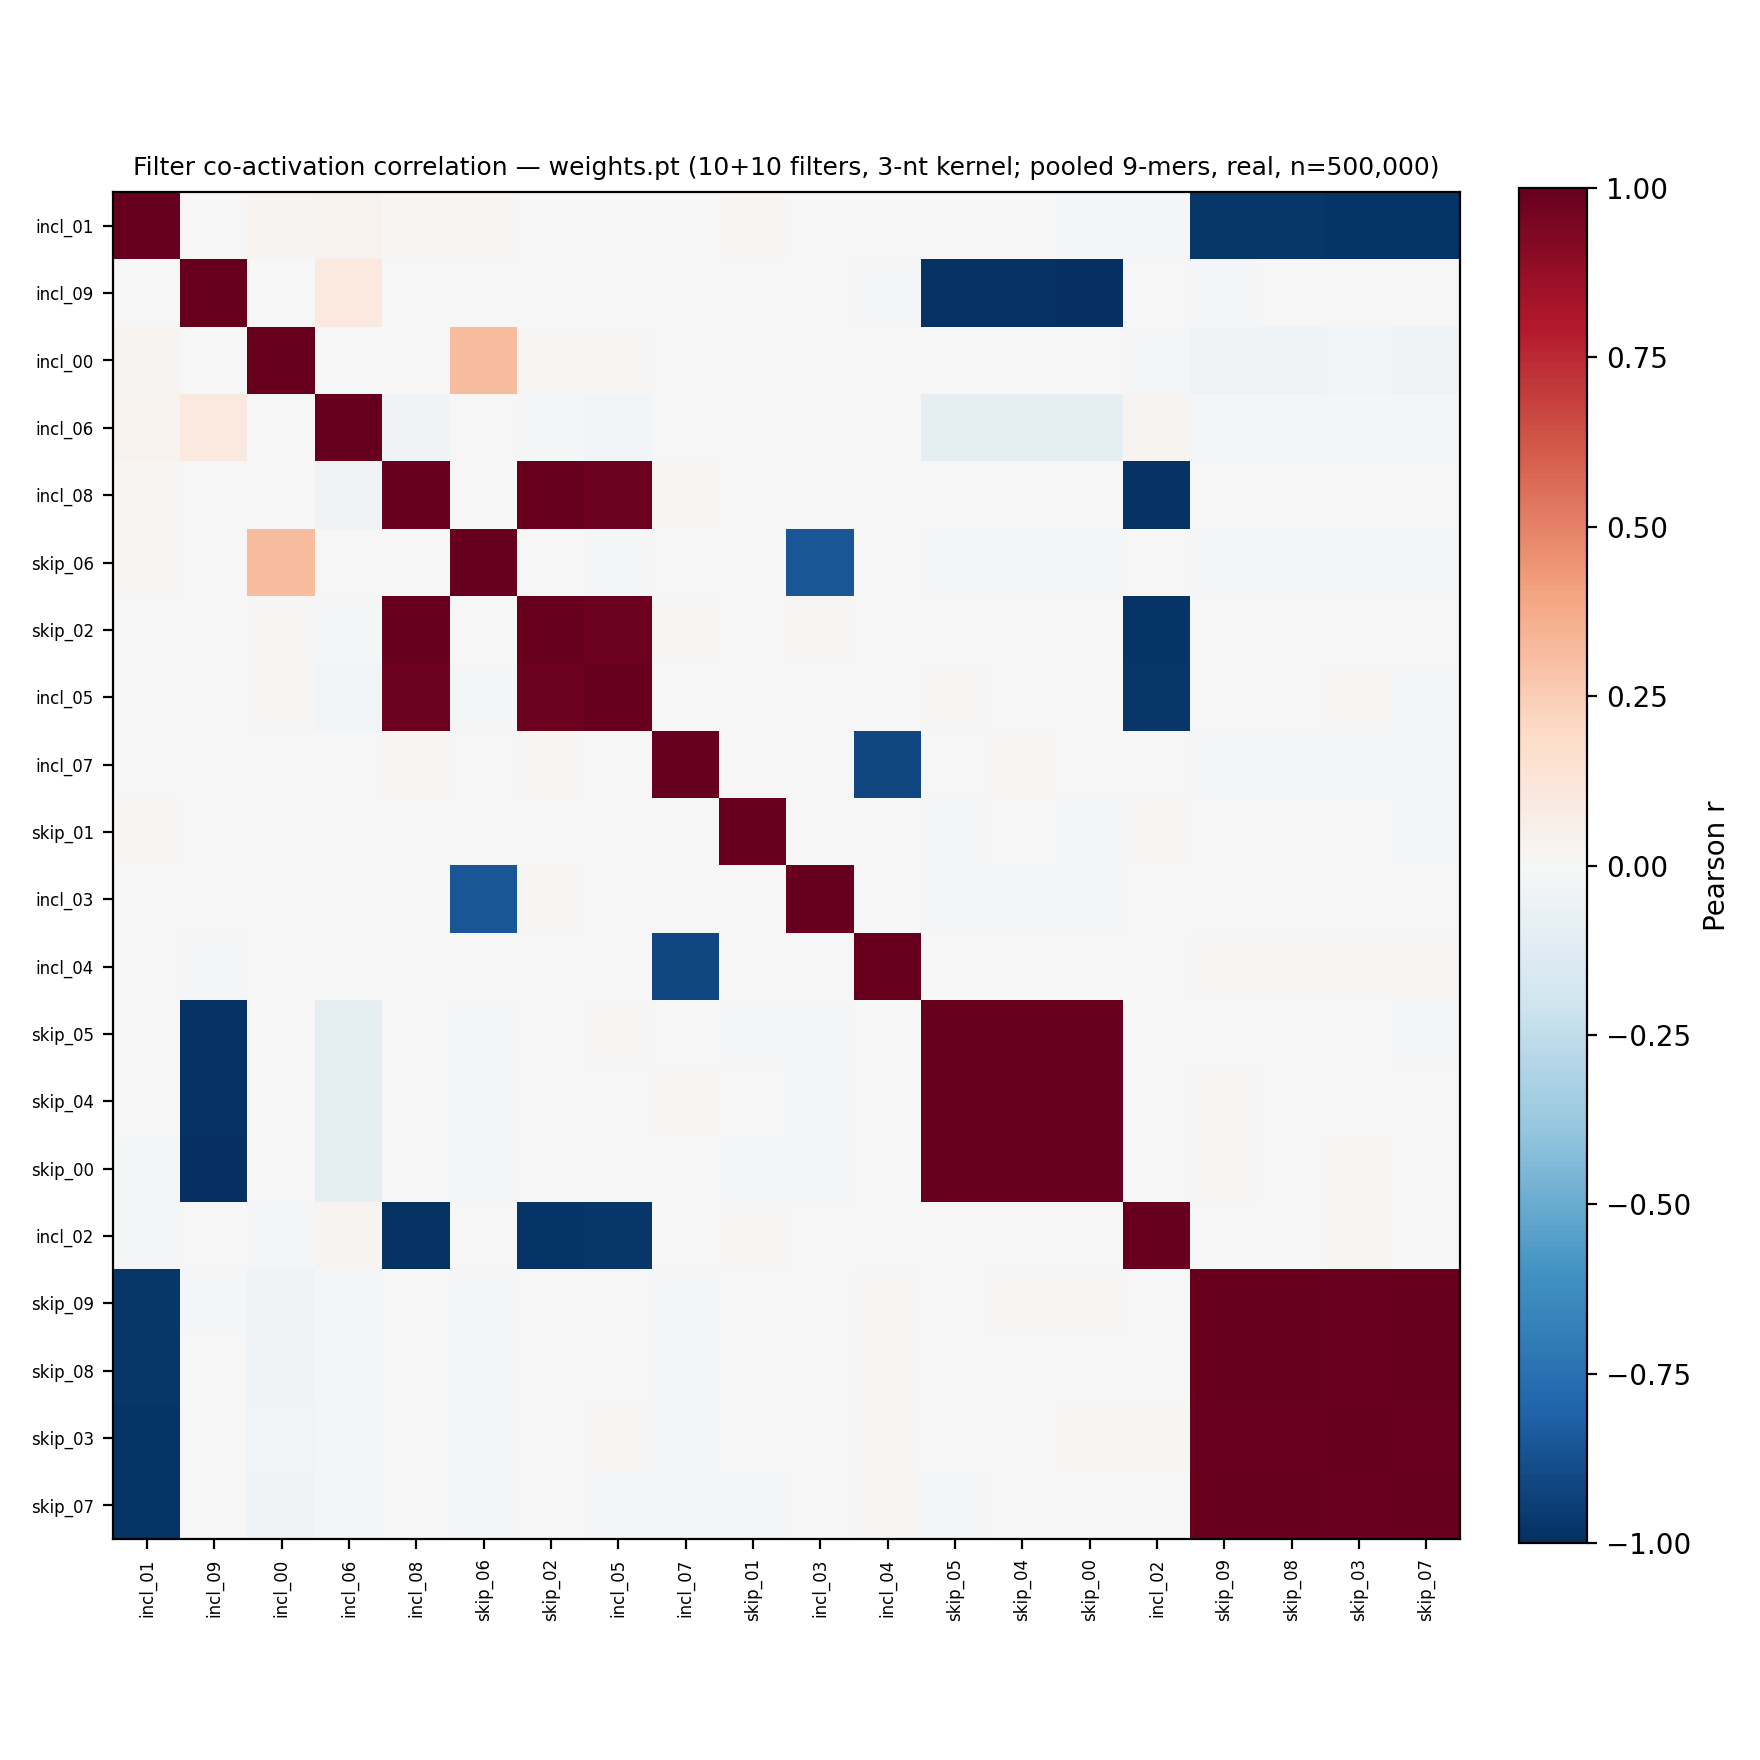 Filter co-activation correlation — weights.pt (10+10 filters, 3-nt kernel; pooled 9-mers, real, n=500,000)
incl_01
incl_09
incl_00
incl_06
incl_08
skip_06
skip_02
incl_05
incl_07
skip_01
incl_03
incl_04
skip_05
skip_04
skip_00
incl_02
skip_09
skip_08
skip_03
skip_07
incl_01
incl_09
incl_00
incl_06
incl_08
skip_06
skip_02
incl_05
incl_07
skip_01
incl_03
incl_04
skip_05
skip_04
skip_00
incl_02
skip_09
skip_08
skip_03
skip_07
1.00
0.75
0.50
0.25
0.00
−0.25
−0.50
−0.75
−1.00
Pearson r